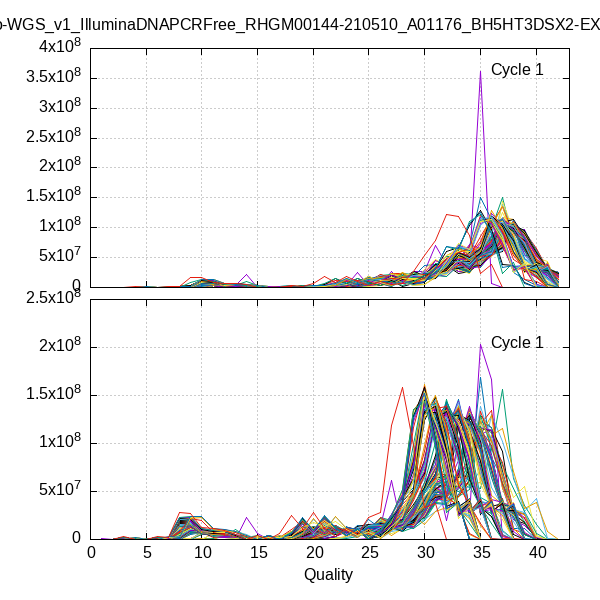 o-WGS_v1_IlluminaDNAPCRFree_RHGM00144-210510_A01176_BH5HT3DSX2-EX
4x10⁸
Cycle 1
3.5x10⁸
3x10⁸
2.5x10⁸
2x10⁸
1.5x10⁸
1x10⁸
5x10⁷
0
2.5x10⁸
Cycle 1
2x10⁸
1.5x10⁸
1x10⁸
5x10⁷
0
0 5 10 15 20 25 30 35 40
Quality